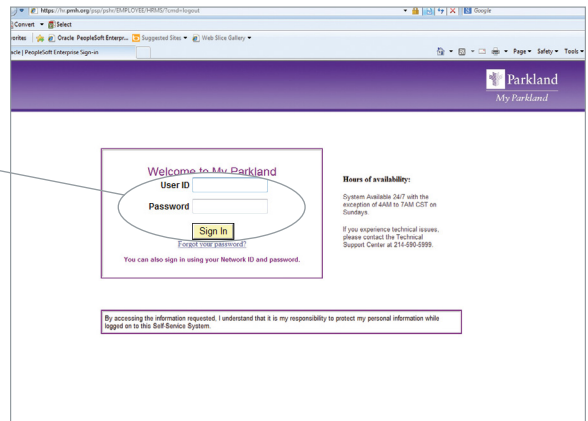 https://hr.pmh.org/psp/pshr/EMPLOYEE/HRMS/?cmd=logout
Google
Convert
Select
Oracle PeopleSoft Enterpr...
Suggested Sites
Web Slice Gallery
PeopleSoft Enterprise Sign-in
Page
Safety
Tools
Parkland
My Parkland
Welcome to My Parkland
User ID
Password
Sign In
Forgot your password?
You can also sign in using your Network ID and password.
Hours of availability:
System Available 24/7 with the
exception of 4AM to 7AM CST on
Sundays.
If you experience technical issues,
please contact the Technical
Support Center at 214-590-5999.
By accessing the information requested, I understand that it is my responsibility to protect my personal information while
logged on to this Self-Service System.